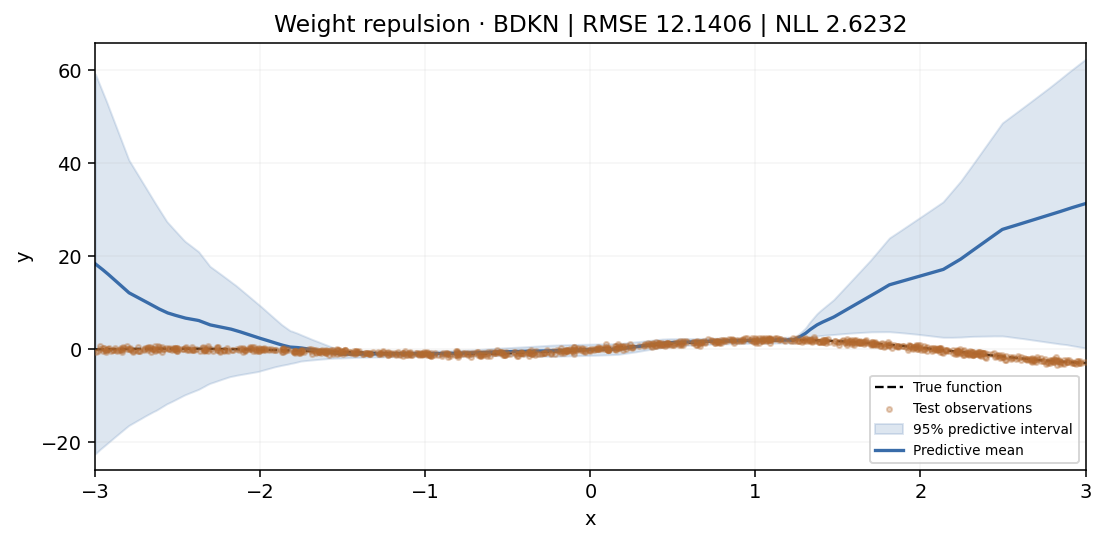 Weight repulsion · BDKN | RMSE 12.1406 | NLL 2.6232
60
40
20
0
−20
y
−3
−2
−1
0
1
2
3
x
True function
Test observations
95% predictive interval
Predictive mean